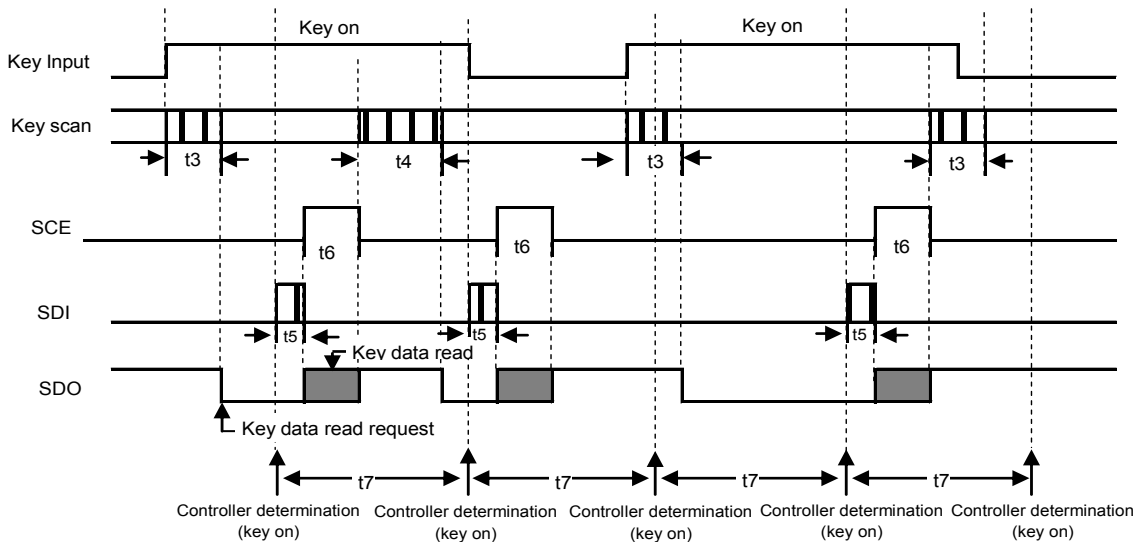 Key on
Key on
Key Input
Key scan
t3
t4
t3
t3
SCE
t6
t6
t6
SDI
t5
t5
t5
Key data read
SDO
Key data read request
t7
t7
t7
t7
Controller determination
(key on)
Controller determination
(key on)
Controller determination
(key on)
Controller determination
(key on)
Controller determination
(key on)